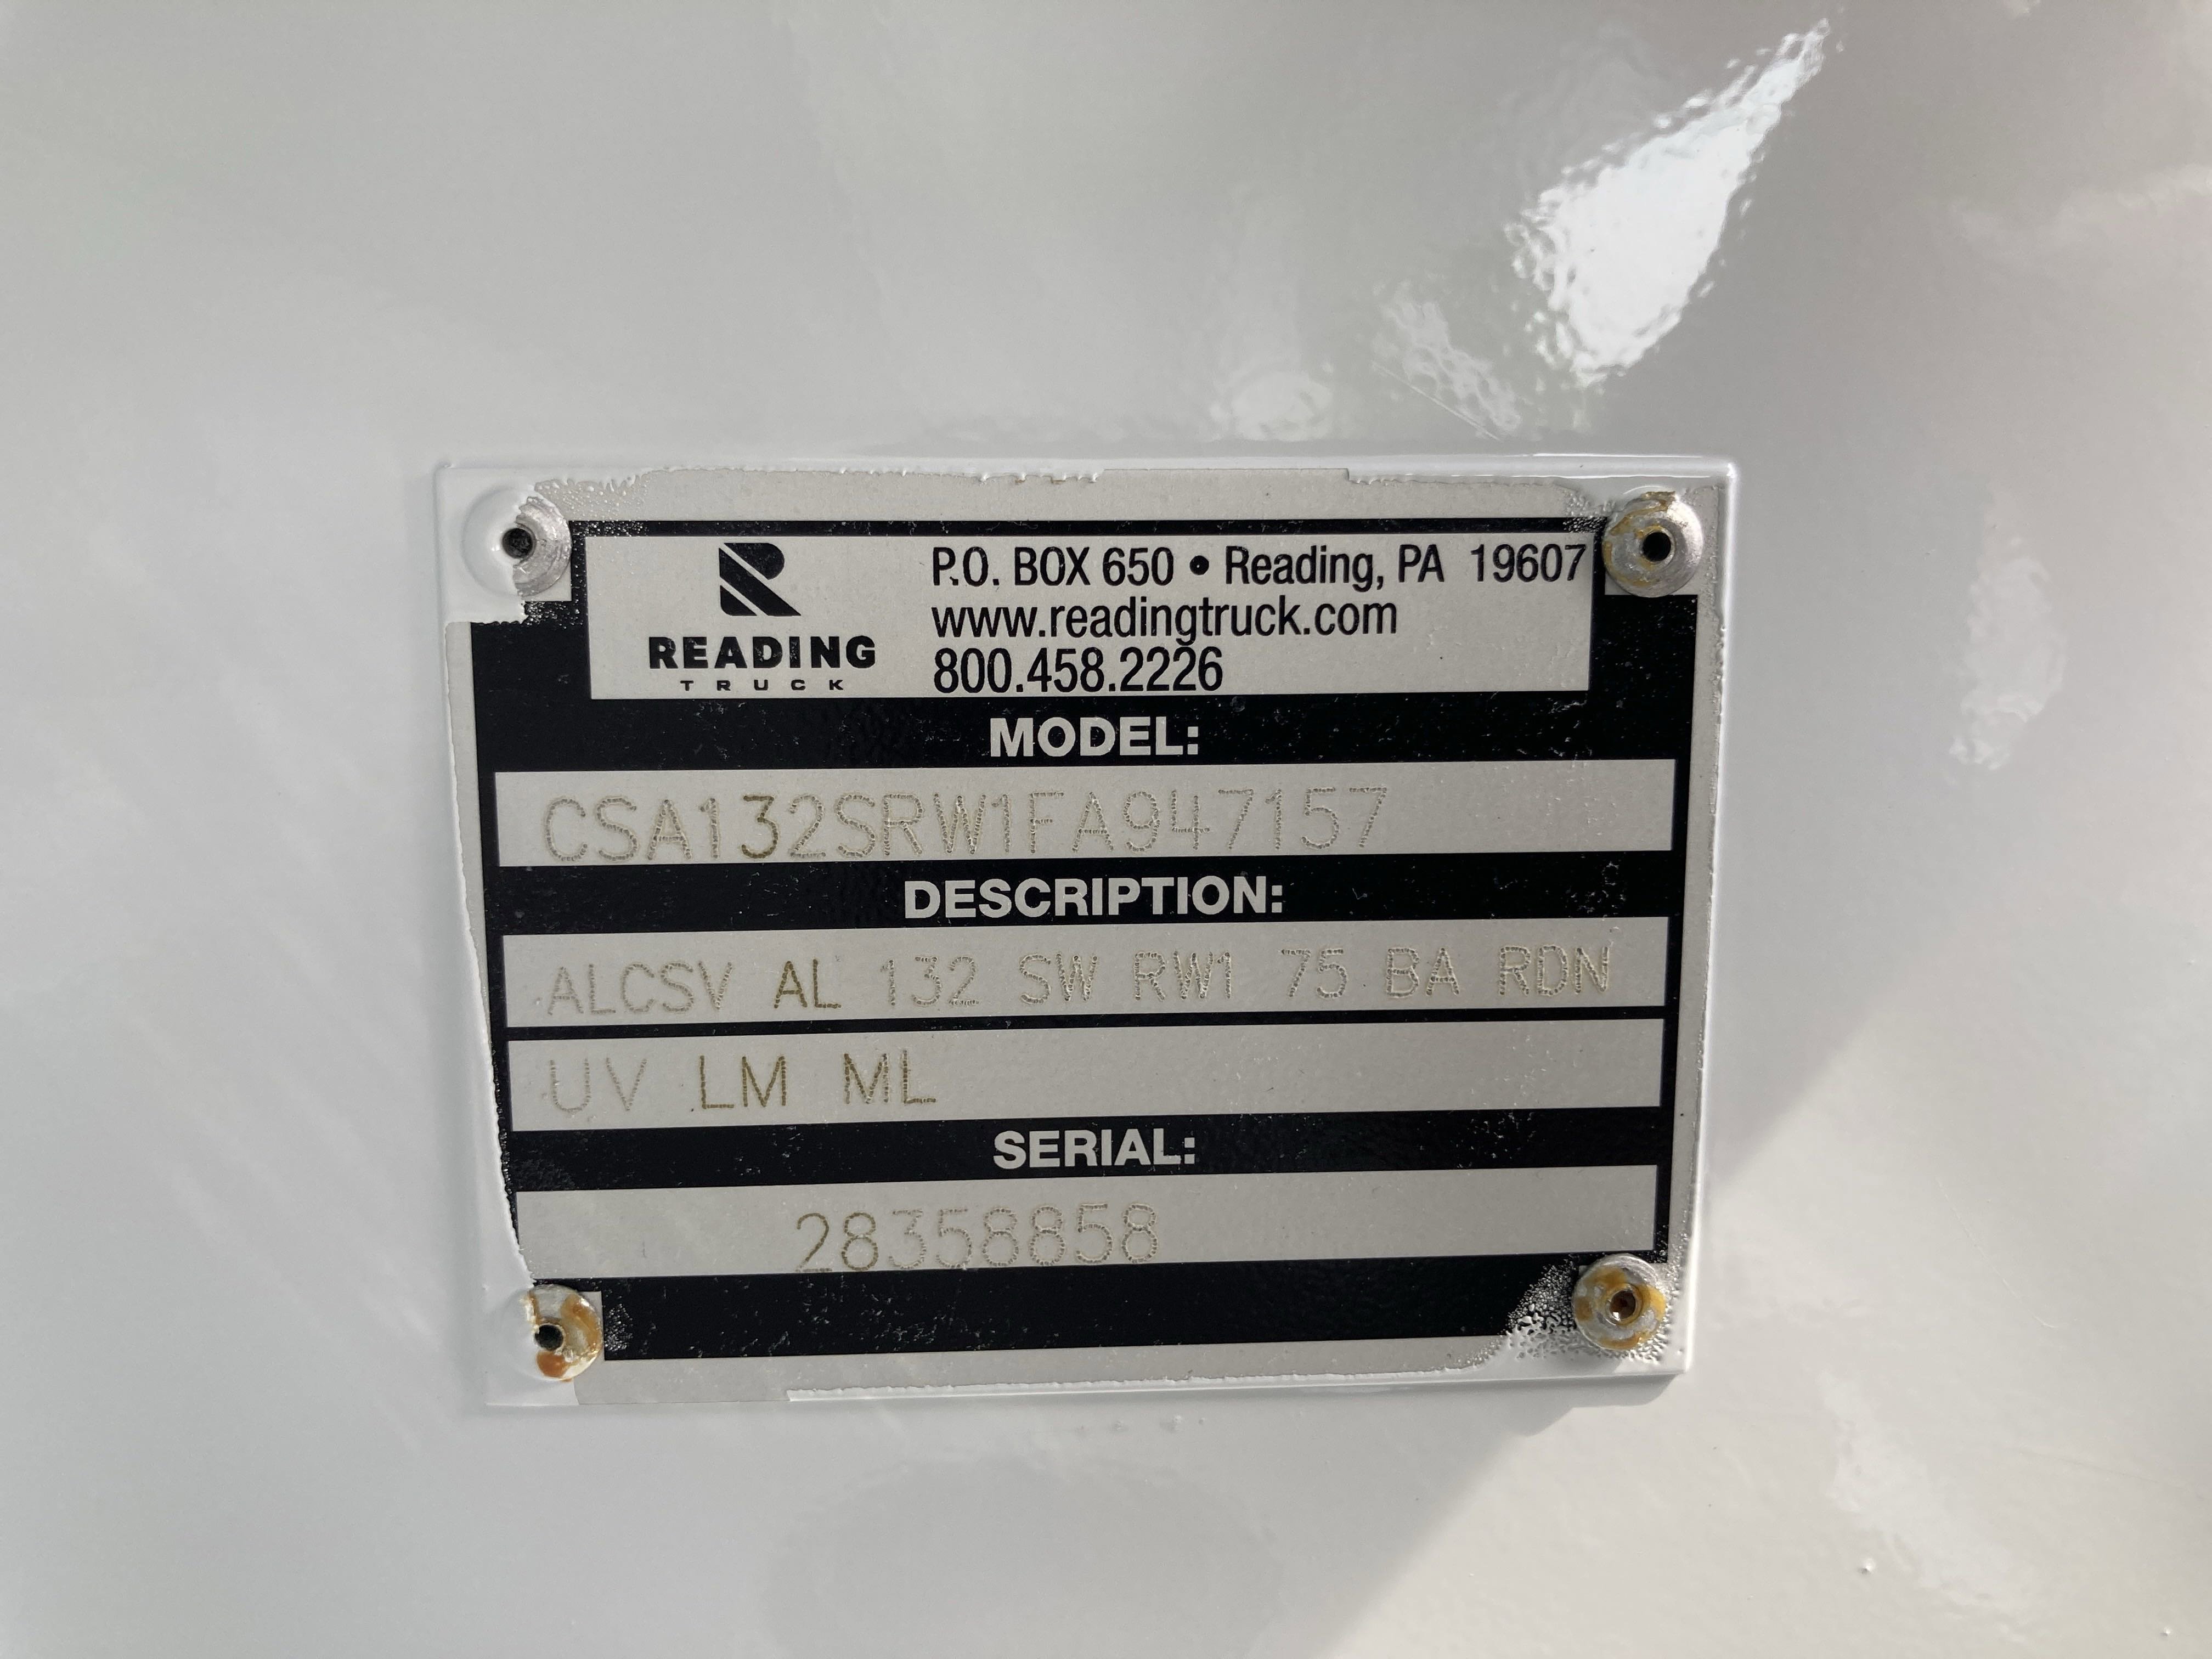 READING
TRUCK
P.O. BOX 650 • Reading, PA 19607
www.readingtruck.com
800.458.2226
MODEL:
CSA132SRW1FA947157
DESCRIPTION:
ALCSV AL 132 SW RW1 75 BA RDN
UV LM ML
SERIAL:
28358858